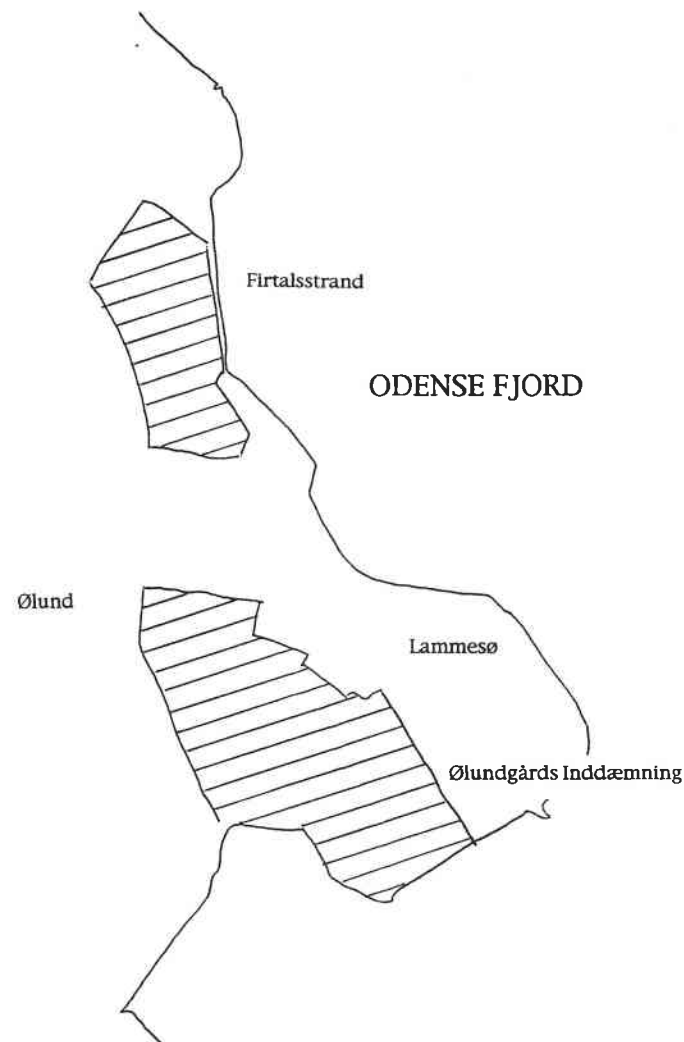 Firtalsstrand
ODENSE FJORD
Ølund
Lammesø
Ølundgårds Inddæmning